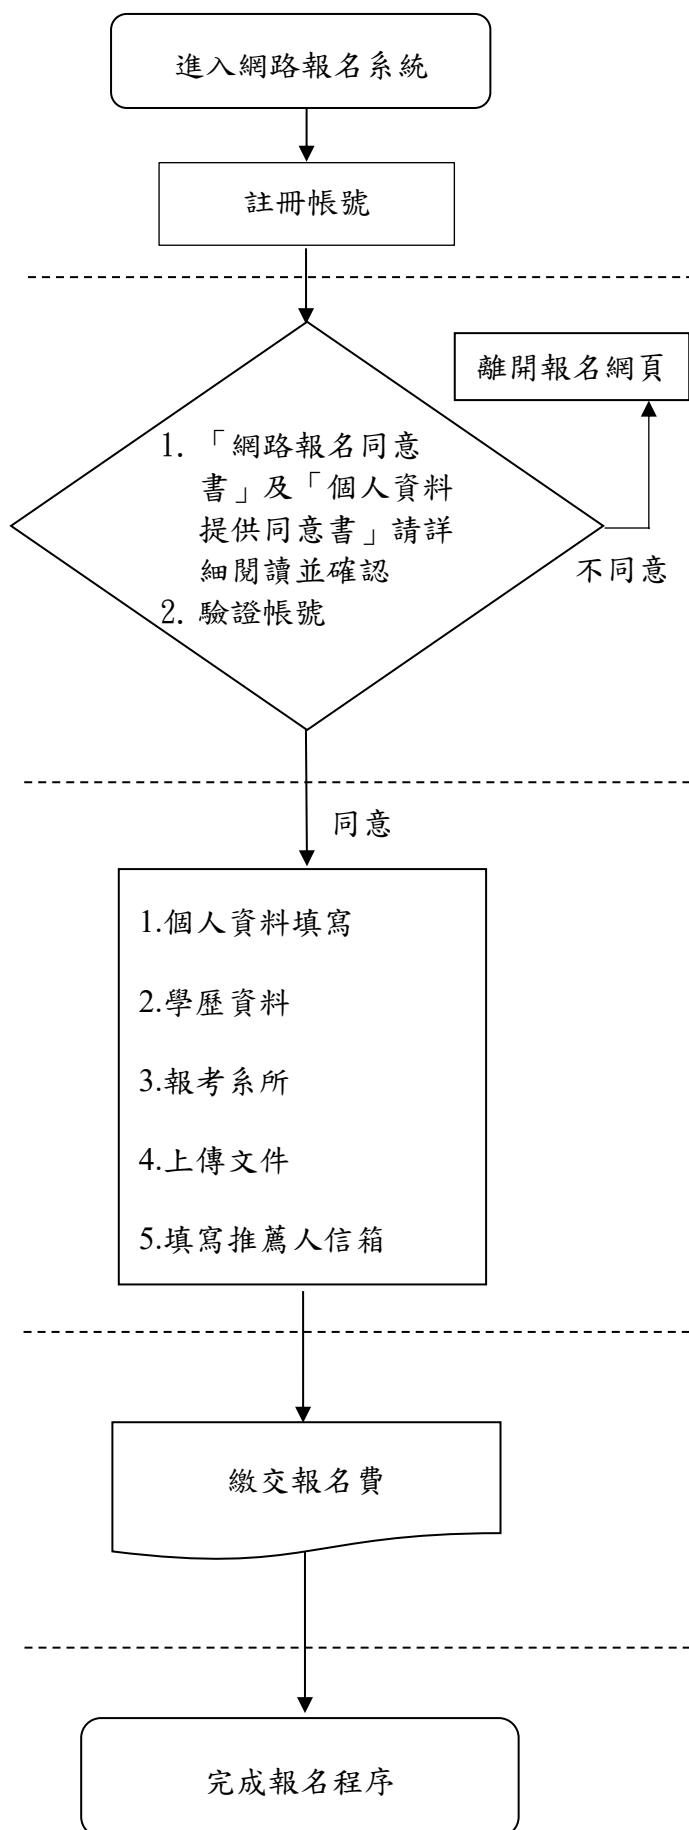 進入網路報名系統
註冊帳號
離開報名網頁
1. 「網路報名同意
書」及「個人資料
提供同意書」請詳
細閱讀並確認
2. 驗證帳號
不同意
同意
1.個人資料填寫
2.學歷資料
3.報考系所
4.上傳文件
5.填寫推薦人信箱
繳交報名費
完成報名程序